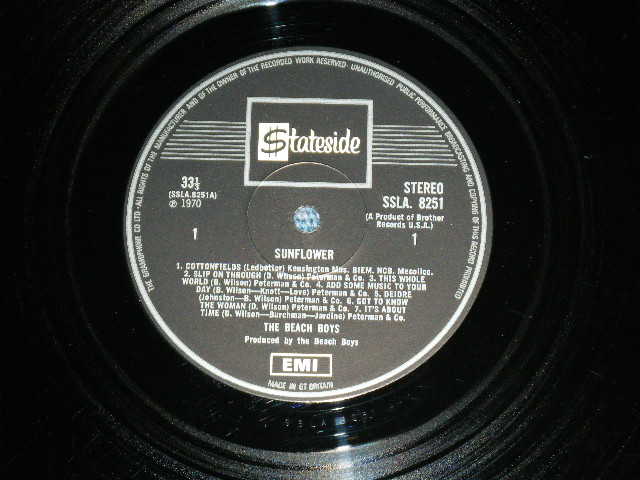 THE GRAMOPHONE CO LTD · ALL RIGHTS OF THE MANUFACTURER AND OF THE OWNER OF THE RECORDED WORK RESERVED · UNAUTHORISED PUBLIC PERFORMANCE BROADCASTING AND COPYING OF THIS RECORD PROHIBITED
$tateside
33⅓
(SSLA.8251A)
℗ 1970
STEREO
SSLA. 8251
(A Product of Brother
Records U.S.A.)
1
1
SUNFLOWER
1. COTTONFIELDS (Ledbetter) Kensington Mus. BIEM. NCB. Mecolico.
2. SLIP ON THROUGH (D. Wilson) Peterman & Co. 3. THIS WHOLE
WORLD (B. Wilson) Peterman & Co. 4. ADD SOME MUSIC TO YOUR
DAY (B. Wilson—Knott—Love) Peterman & Co. 5. DEIDRE
(Johnston—B. Wilson) Peterman & Co. 6. GOT TO KNOW
THE WOMAN (D. Wilson) Peterman & Co. 7. IT'S ABOUT
TIME (D. Wilson—Burchman—Jardine) Peterman & Co.
THE BEACH BOYS
Produced by the Beach Boys
EMI
MADE IN GT BRITAIN